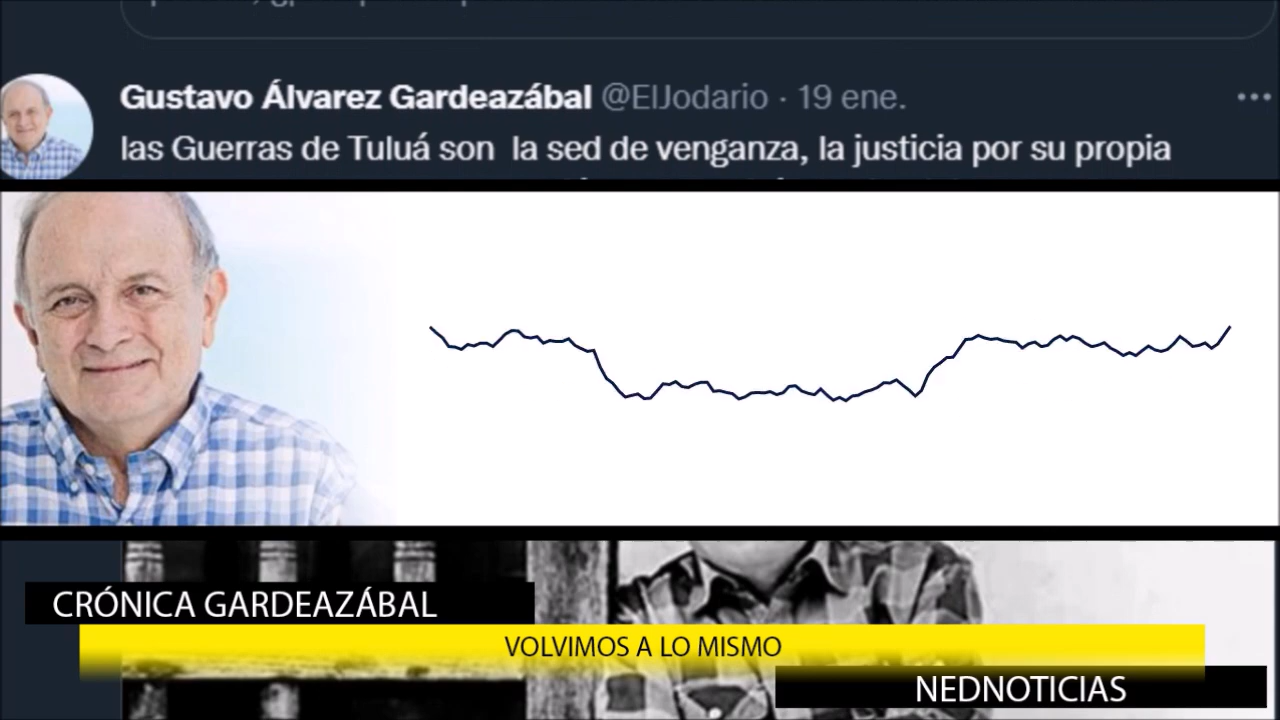 Gustavo Álvarez Gardeazábal @ElJodario · 19 ene.
las Guerras de Tuluá son  la sed de venganza, la justicia por su propia
CRÓNICA GARDEAZÁBAL
VOLVIMOS A LO MISMO
NEDNOTICIAS